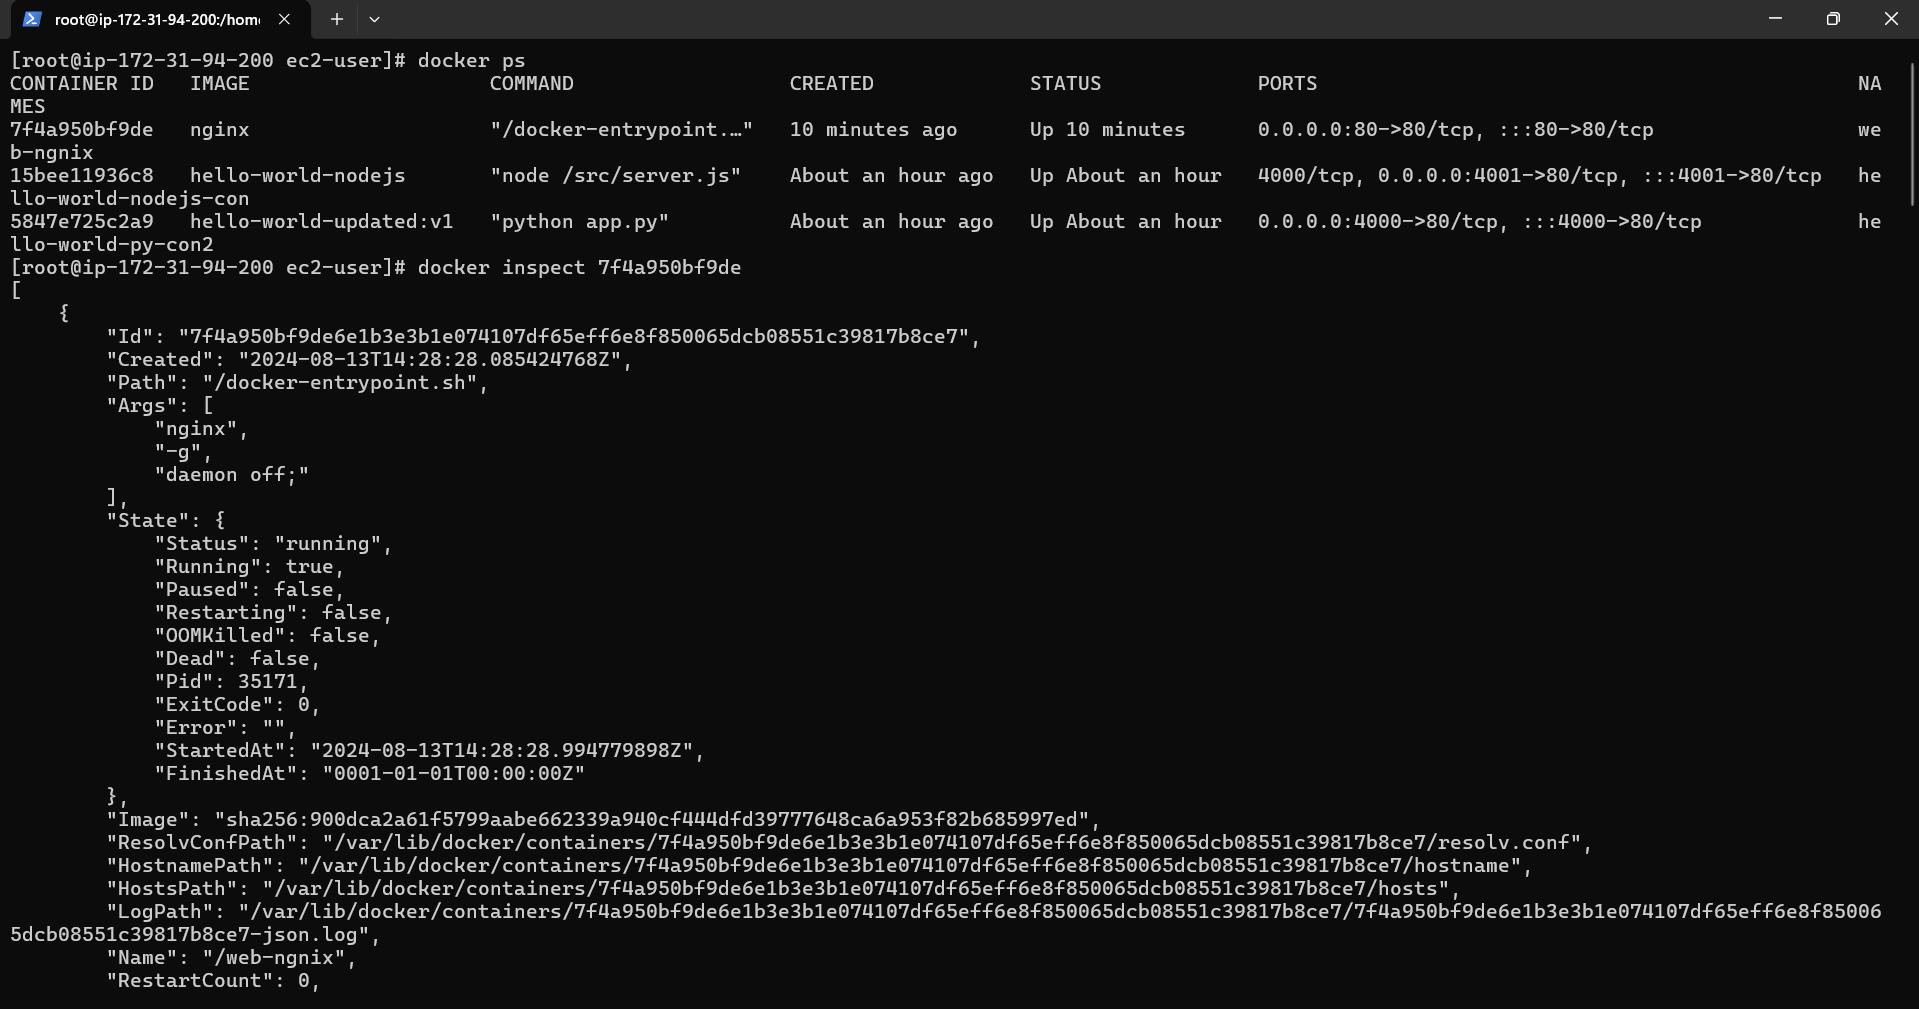 root@ip-172-31-94-200:/hom
[root@ip-172-31-94-200 ec2-user]# docker ps
CONTAINER ID   IMAGE                    COMMAND                  CREATED             STATUS             PORTS                                             NA
MES
7f4a950bf9de   nginx                    "/docker-entrypoint.…"   10 minutes ago      Up 10 minutes      0.0.0.0:80->80/tcp, :::80->80/tcp                 we
b-ngnix
15bee11936c8   hello-world-nodejs       "node /src/server.js"    About an hour ago   Up About an hour   4000/tcp, 0.0.0.0:4001->80/tcp, :::4001->80/tcp   he
llo-world-nodejs-con
5847e725c2a9   hello-world-updated:v1   "python app.py"          About an hour ago   Up About an hour   0.0.0.0:4000->80/tcp, :::4000->80/tcp             he
llo-world-py-con2
[root@ip-172-31-94-200 ec2-user]# docker inspect 7f4a950bf9de
[
    {
        "Id": "7f4a950bf9de6e1b3e3b1e074107df65eff6e8f850065dcb08551c39817b8ce7",
        "Created": "2024-08-13T14:28:28.085424768Z",
        "Path": "/docker-entrypoint.sh",
        "Args": [
            "nginx",
            "-g",
            "daemon off;"
        ],
        "State": {
            "Status": "running",
            "Running": true,
            "Paused": false,
            "Restarting": false,
            "OOMKilled": false,
            "Dead": false,
            "Pid": 35171,
            "ExitCode": 0,
            "Error": "",
            "StartedAt": "2024-08-13T14:28:28.994779898Z",
            "FinishedAt": "0001-01-01T00:00:00Z"
        },
        "Image": "sha256:900dca2a61f5799aabe662339a940cf444dfd39777648ca6a953f82b685997ed",
        "ResolvConfPath": "/var/lib/docker/containers/7f4a950bf9de6e1b3e3b1e074107df65eff6e8f850065dcb08551c39817b8ce7/resolv.conf",
        "HostnamePath": "/var/lib/docker/containers/7f4a950bf9de6e1b3e3b1e074107df65eff6e8f850065dcb08551c39817b8ce7/hostname",
        "HostsPath": "/var/lib/docker/containers/7f4a950bf9de6e1b3e3b1e074107df65eff6e8f850065dcb08551c39817b8ce7/hosts",
        "LogPath": "/var/lib/docker/containers/7f4a950bf9de6e1b3e3b1e074107df65eff6e8f850065dcb08551c39817b8ce7/7f4a950bf9de6e1b3e3b1e074107df65eff6e8f85006
5dcb08551c39817b8ce7-json.log",
        "Name": "/web-ngnix",
        "RestartCount": 0,